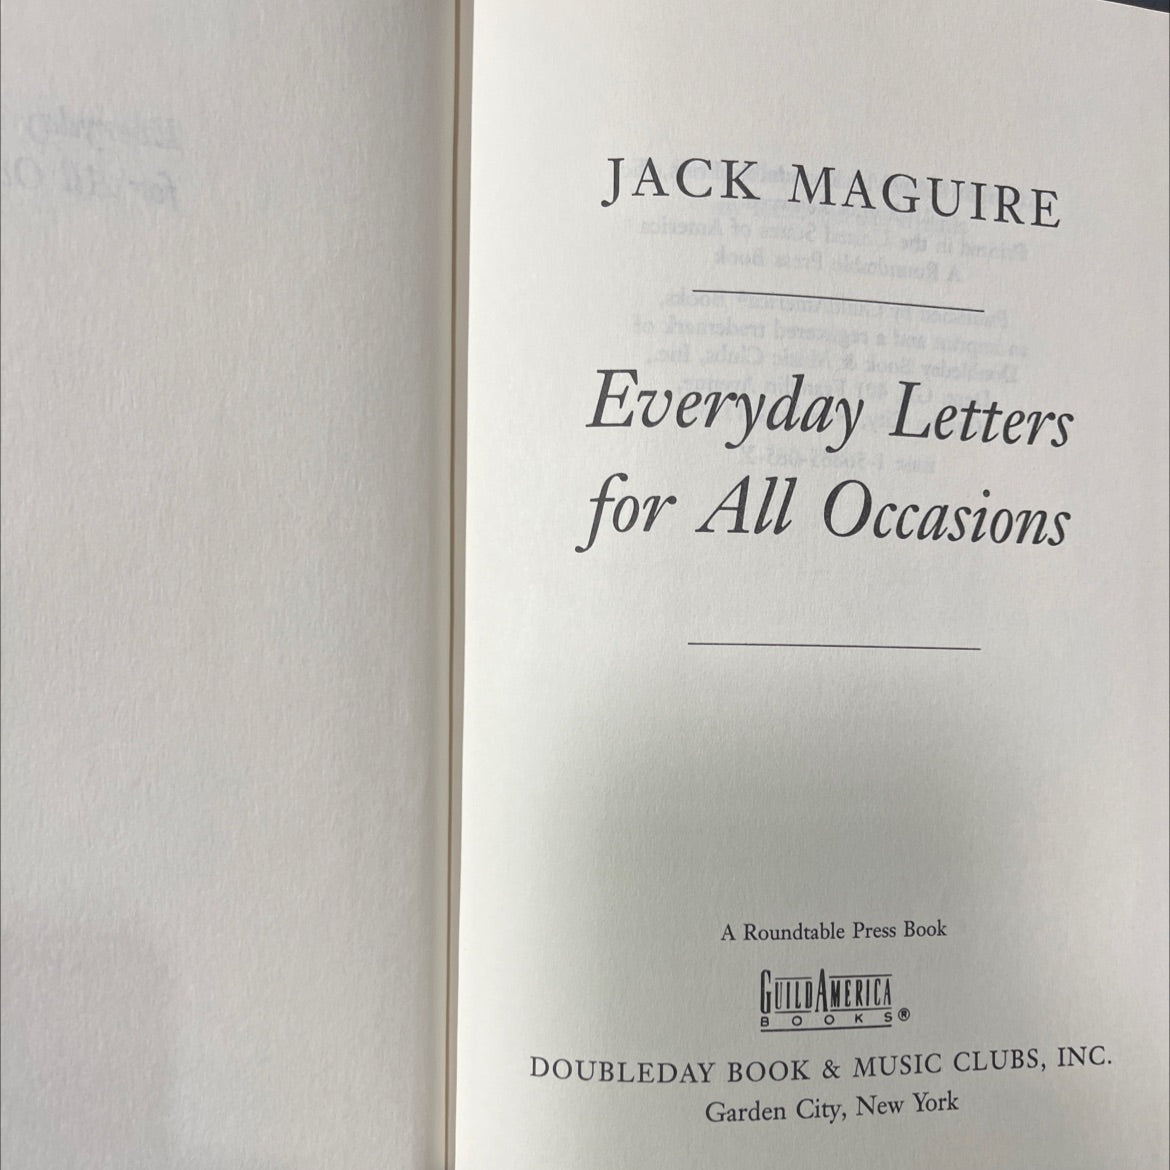 JACK MAGUIRE
Everyday Letters
for All Occasions
A Roundtable Press Book
GUILDAMERICA
BOOKS®
DOUBLEDAY BOOK & MUSIC CLUBS, INC.
Garden City, New York